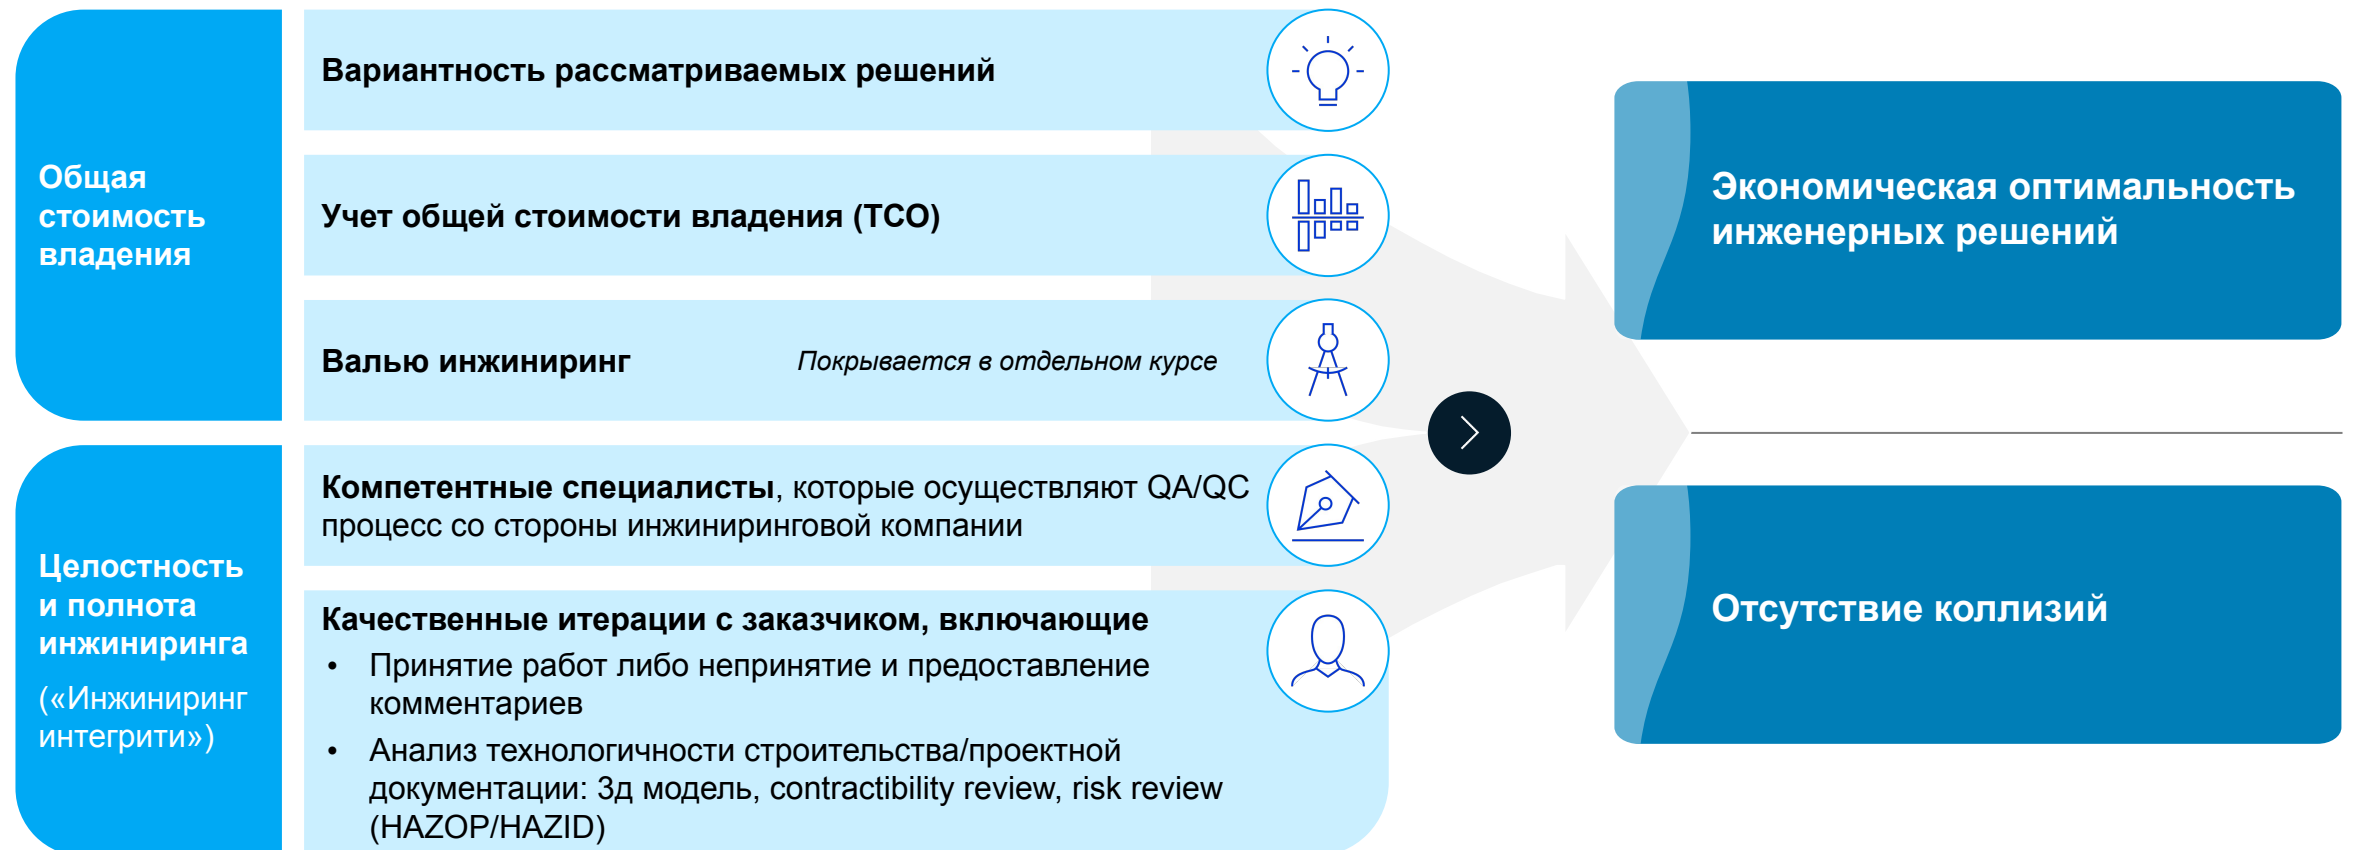 Общая
стоимость
владения
Вариантность рассматриваемых решений
Учет общей стоимости владения (TCO)
Валью инжиниринг
Покрывается в отдельном курсе
Целостность
и полнота
инжиниринга
(«Инжиниринг
интегрити»)
Компетентные специалисты, которые осуществляют QA/QC
процесс со стороны инжиниринговой компании
Качественные итерации с заказчиком, включающие
• Принятие работ либо непринятие и предоставление
комментариев
• Анализ технологичности строительства/проектной
документации: 3д модель, contractibility review, risk review
(HAZOP/HAZID)
Экономическая оптимальность
инженерных решений
Отсутствие коллизий